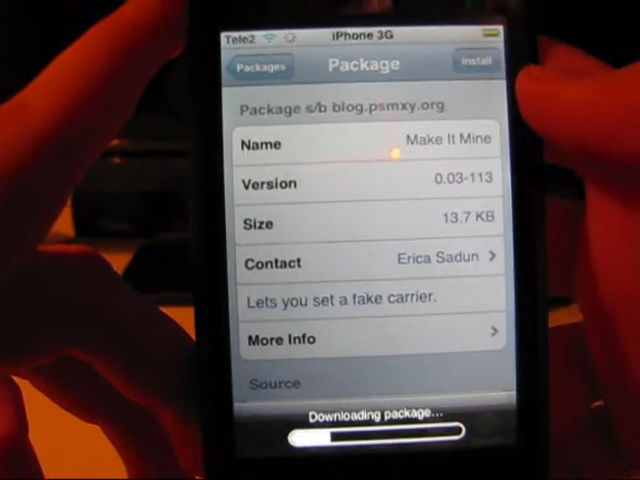 Tele2 iPhone 3G
Packages Package Install
Package s/b blog.psmxy.org
Name Make It Mine
Version 0.03-113
Size 13.7 KB
Contact Erica Sadun
Lets you set a fake carrier.
More Info
Source
Downloading package...